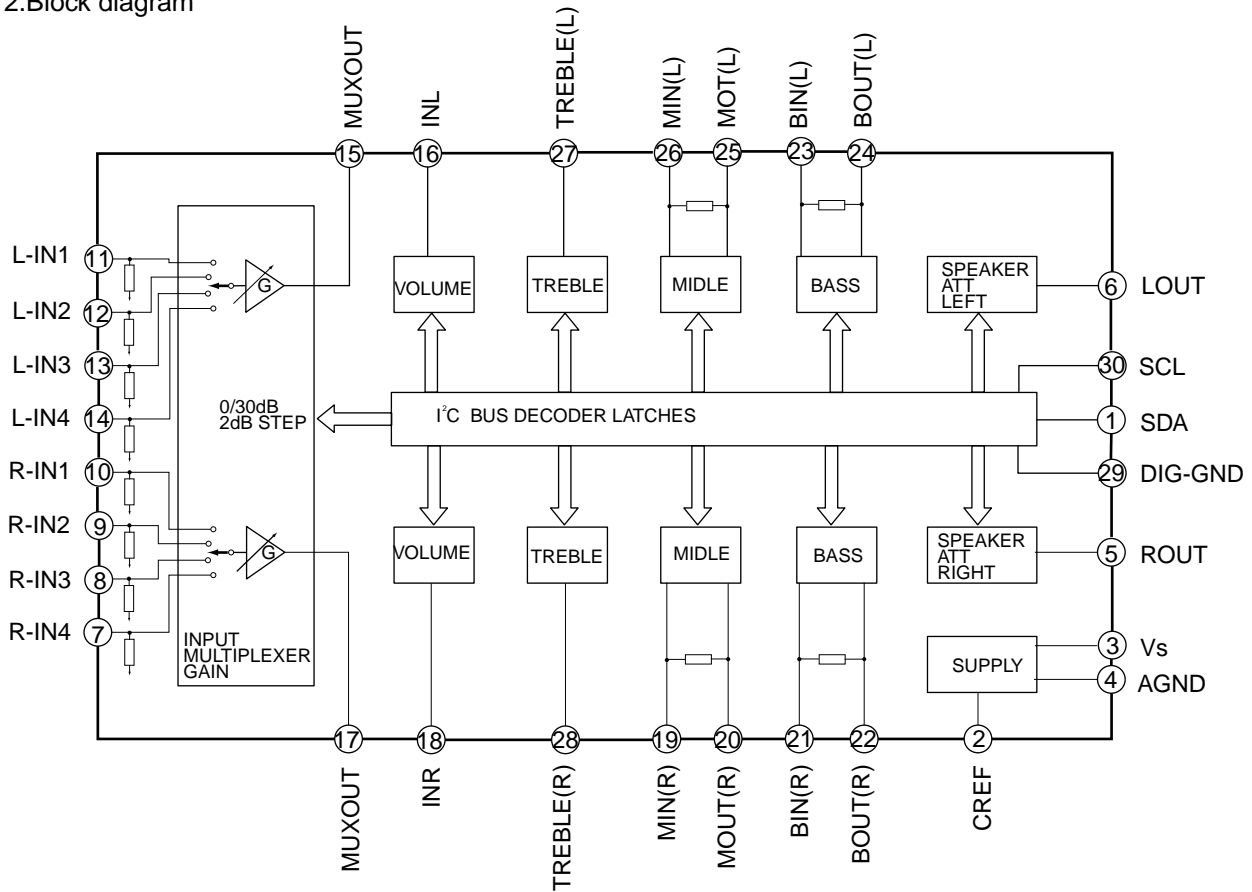 2.Block diagram
MUXOUT
INL
TREBLE(L)
MIN(L)
MOT(L)
BIN(L)
BOUT(L)
15
16
27
26
25
23
24
L-IN1
11
L-IN2
12
L-IN3
13
L-IN4
14
R-IN1
10
R-IN2
9
R-IN3
8
R-IN4
7
G
G
0/30dB
2dB STEP
INPUT
MULTIPLEXER
GAIN
VOLUME
TREBLE
MIDLE
BASS
SPEAKER
ATT
LEFT
I²C BUS DECODER LATCHES
VOLUME
TREBLE
MIDLE
BASS
SPEAKER
ATT
RIGHT
SUPPLY
6
LOUT
30
SCL
1
SDA
29
DIG-GND
5
ROUT
3
Vs
4
AGND
17
18
28
19
20
21
22
2
MUXOUT
INR
TREBLE(R)
MIN(R)
MOUT(R)
BIN(R)
BOUT(R)
CREF